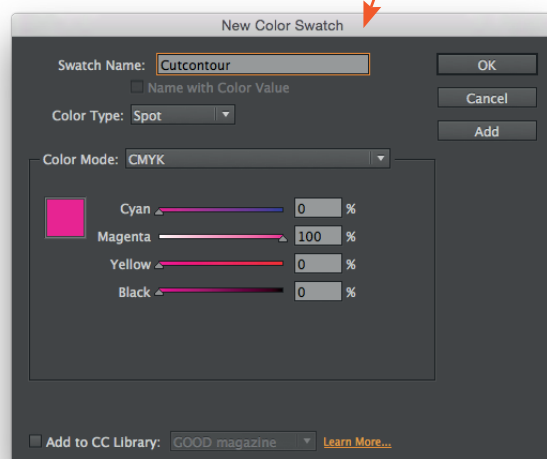 New Color Swatch
Swatch Name: Cutcontour
OK
Name with Color Value
Cancel
Color Type: Spot
Add
Color Mode: CMYK
Cyan 0 %
Magenta 100 %
Yellow 0 %
Black 0 %
Add to CC Library: GOOD magazine Learn More...